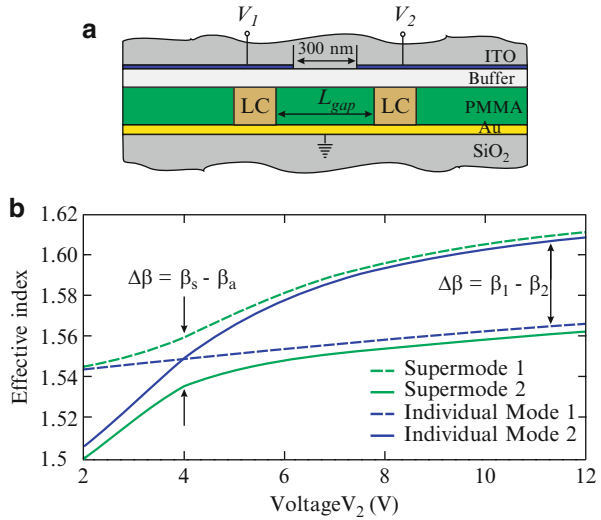 a
V1 V2
300 nm
ITO
Buffer
LC Lgap LC PMMA
Au
SiO2
b
1.62
1.60
1.58
1.56
1.54
1.52
1.5
Effective index
Δβ = βs - βa
Δβ = β1 - β2
Supermode 1
Supermode 2
Individual Mode 1
Individual Mode 2
2 4 6 8 10 12
VoltageV2 (V)